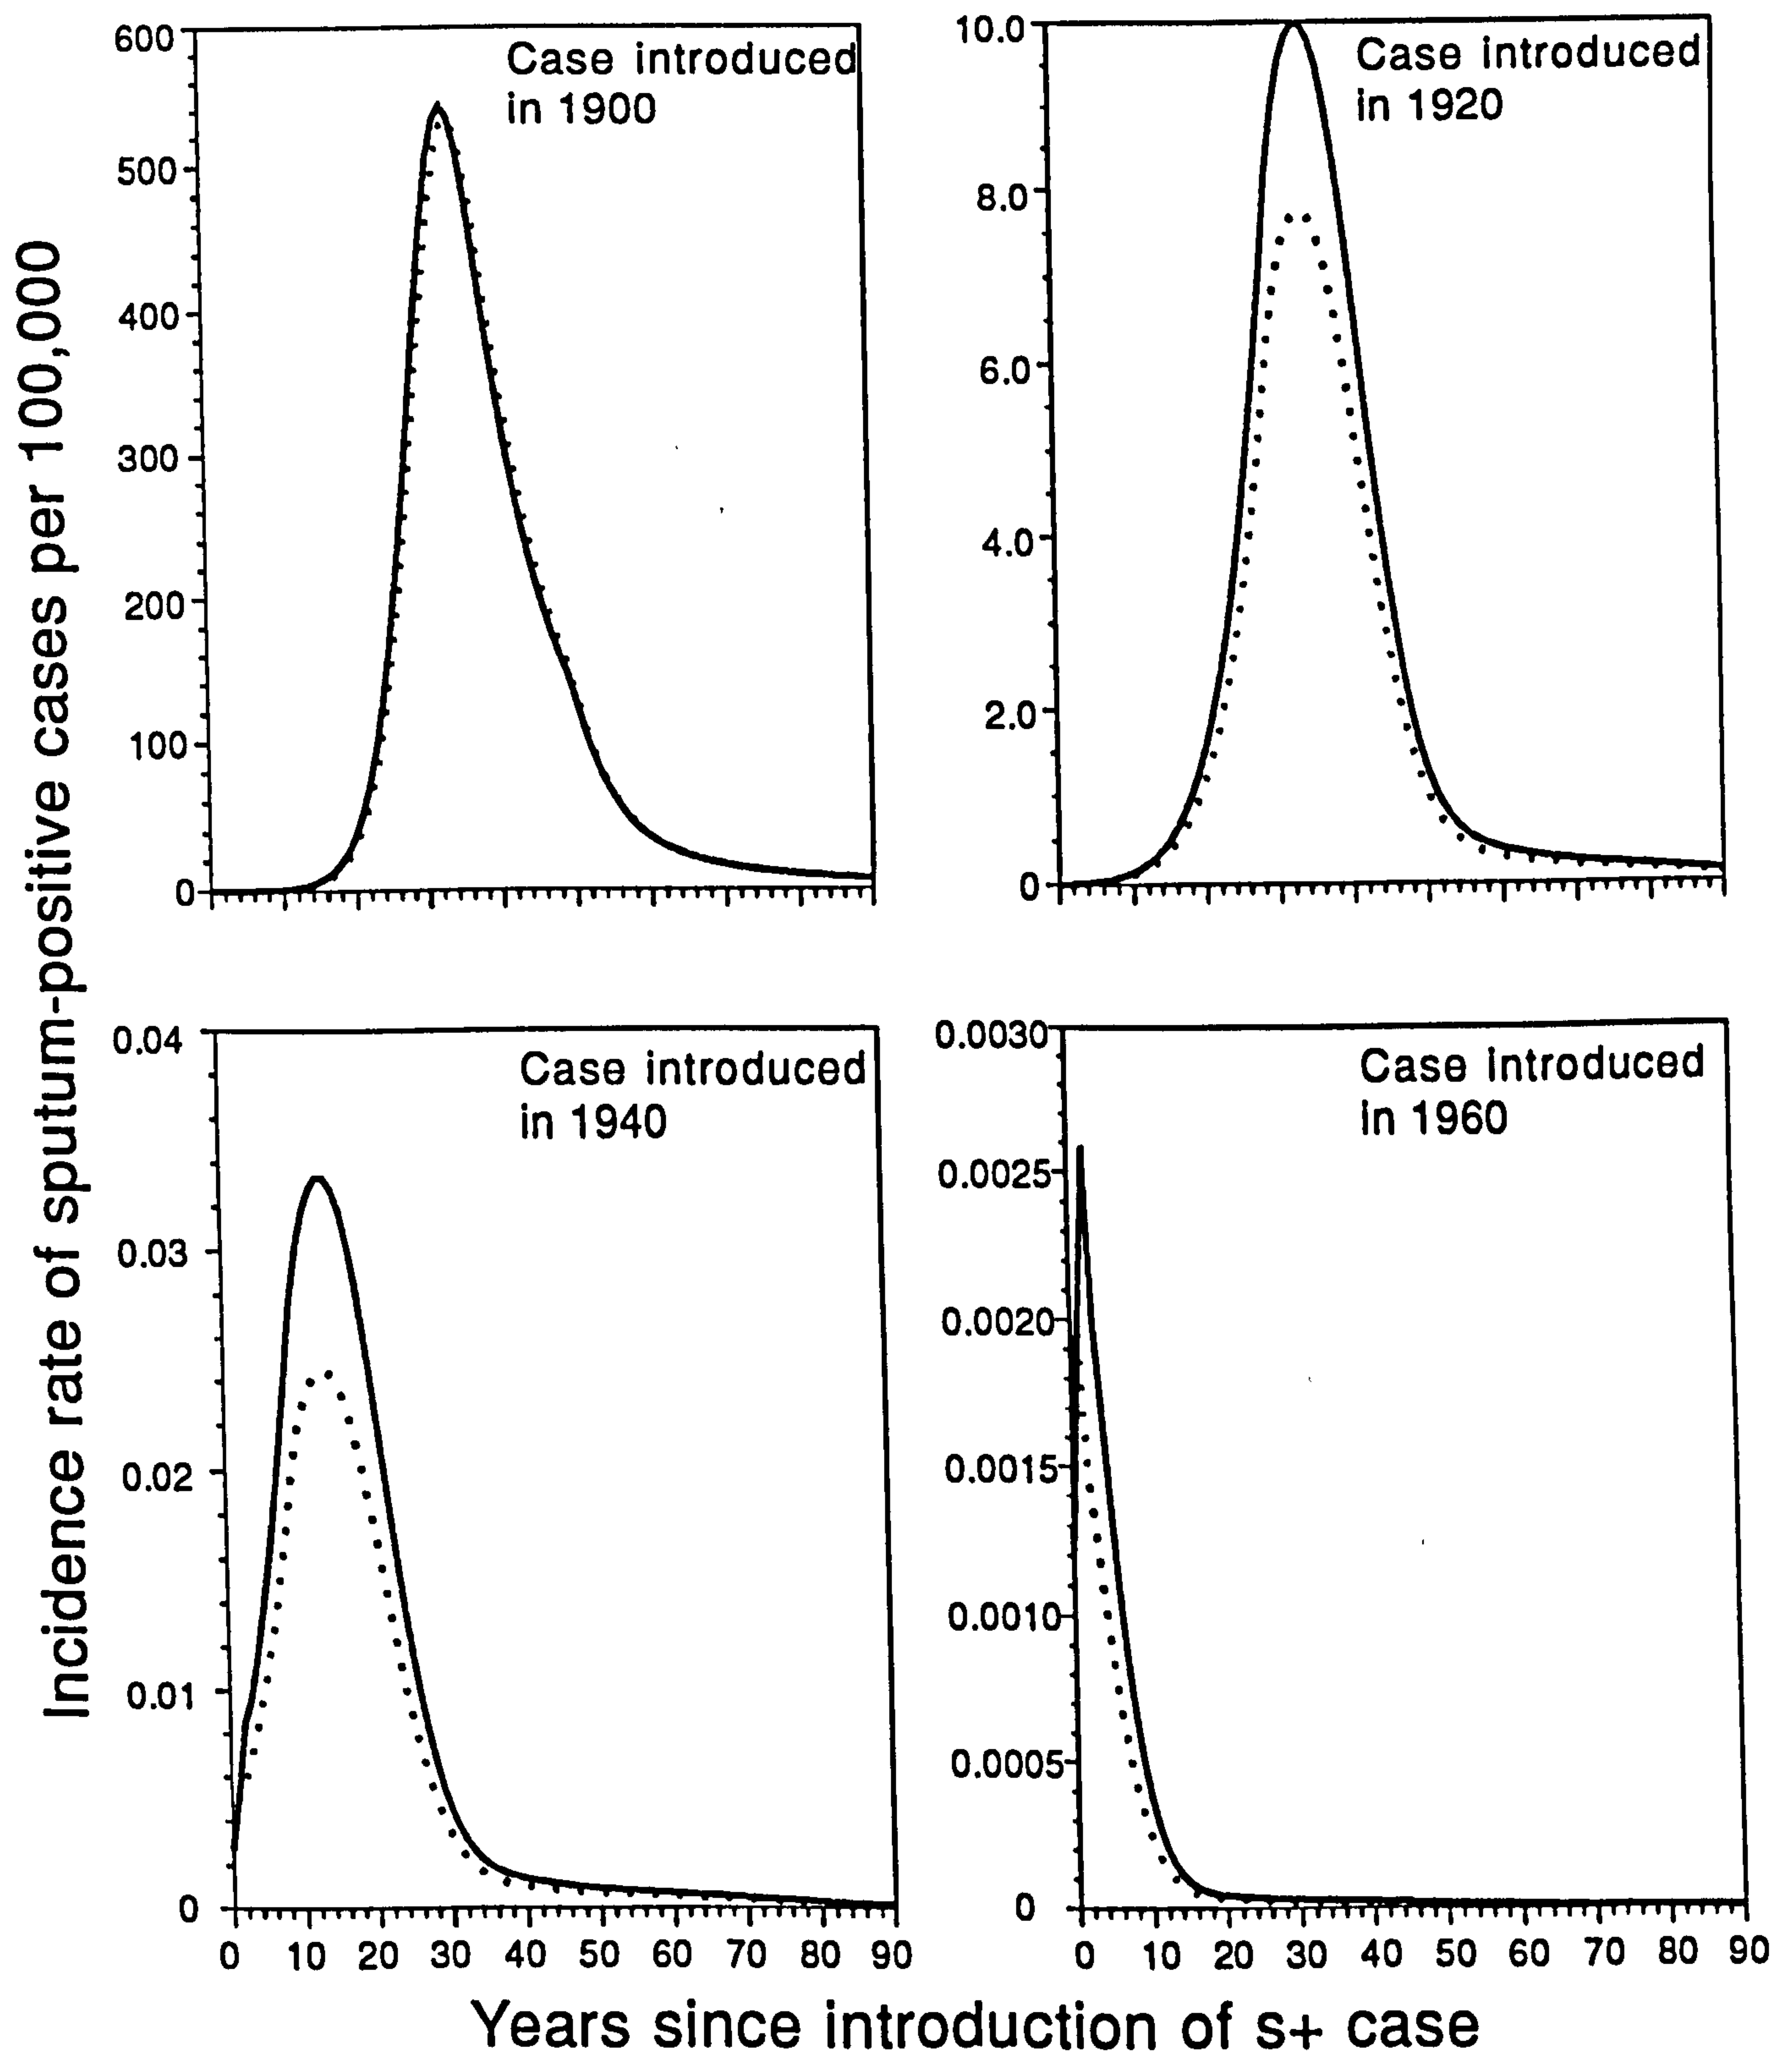 Incidence rate of sputum-positive cases per 100,000
Case introduced
in 1900
600
500
400
300
200
100
0
Case introduced
in 1920
10.0
8.0
6.0
4.0
2.0
0
Case introduced
in 1940
0.04
0.03
0.02
0.01
0
0 10 20 30 40 50 60 70 80 90
Case introduced
in 1960
0.0030
0.0025
0.0020
0.0015
0.0010
0.0005
0
0 10 20 30 40 50 60 70 80 90
Years since introduction of s+ case